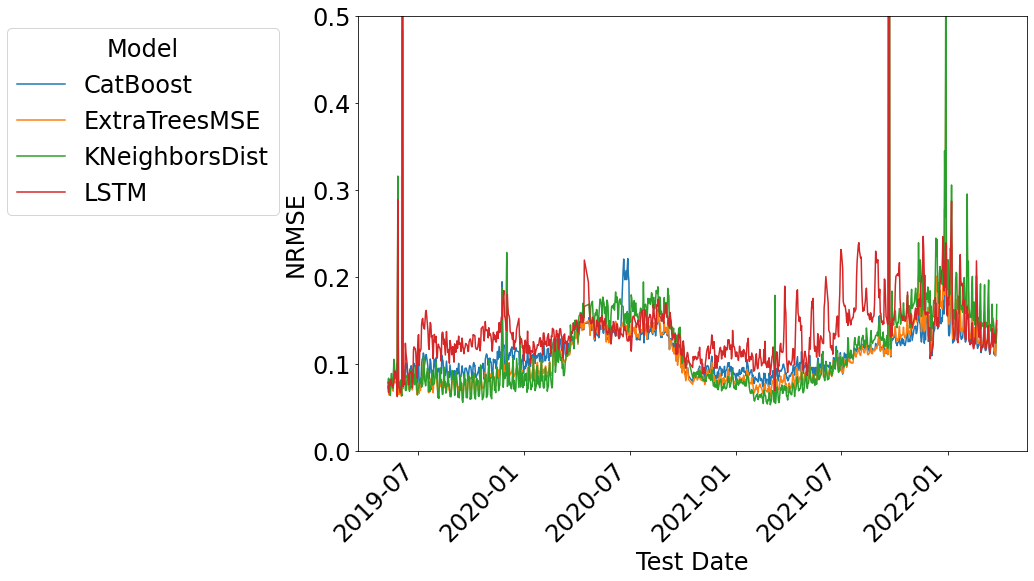 Model
CatBoost
ExtraTreesMSE
KNeighborsDist
LSTM
NRMSE
0.5
0.4
0.3
0.2
0.1
0.0
2019-07
2020-01
2020-07
2021-01
2021-07
2022-01
Test Date